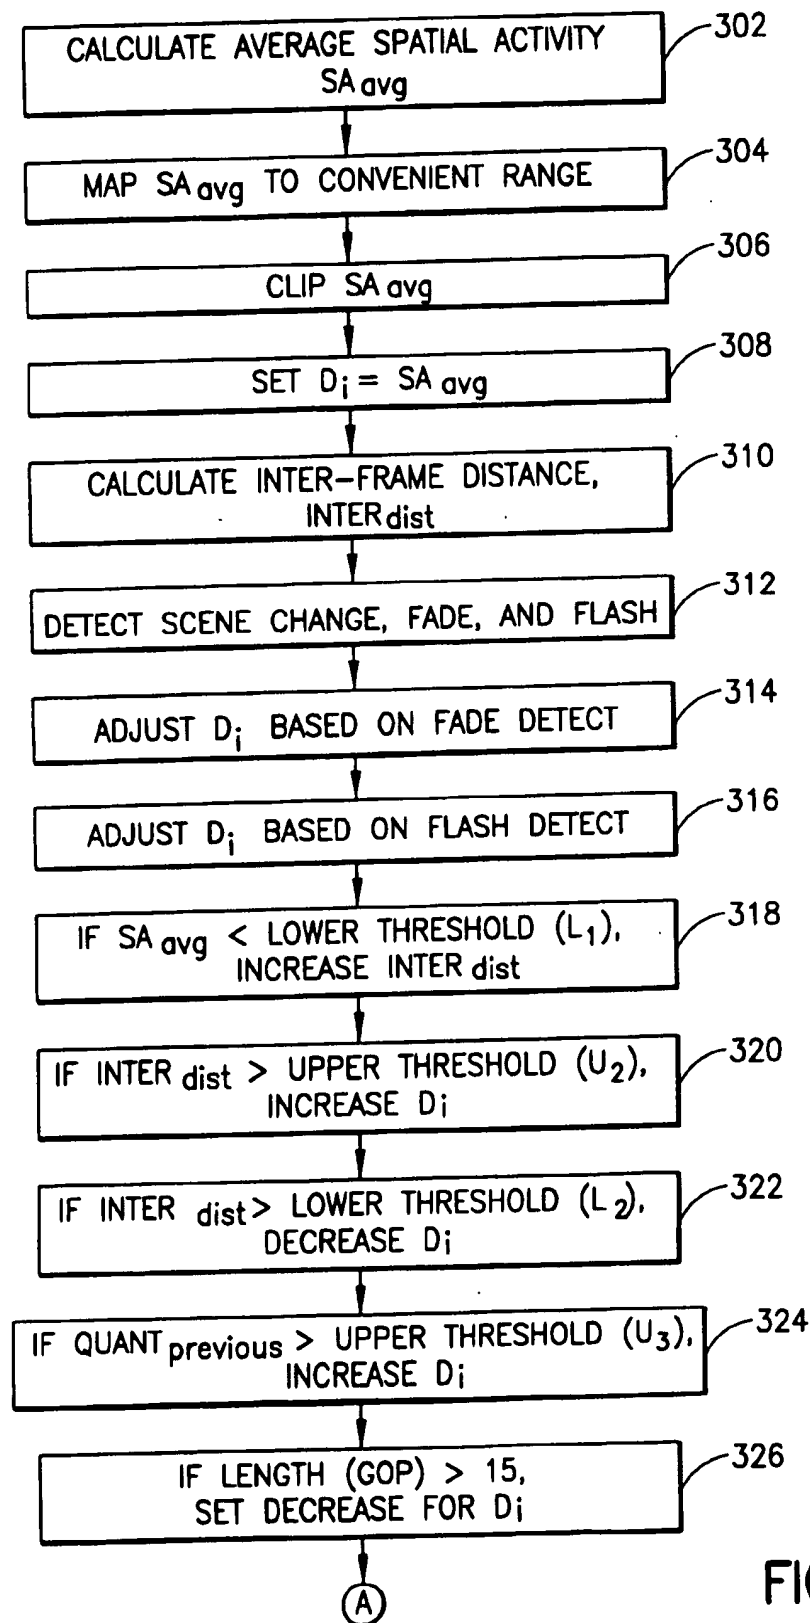 CALCULATE AVERAGE SPATIAL ACTIVITY
SA avg
302
MAP SA avg TO CONVENIENT RANGE
304
CLIP SA avg
306
SET Di = SA avg
308
CALCULATE INTER-FRAME DISTANCE,
INTER dist
310
DETECT SCENE CHANGE, FADE, AND FLASH
312
ADJUST Di BASED ON FADE DETECT
314
ADJUST Di BASED ON FLASH DETECT
316
IF SA avg < LOWER THRESHOLD (L1),
INCREASE INTER dist
318
IF INTER dist > UPPER THRESHOLD (U2),
INCREASE Di
320
IF INTER dist > LOWER THRESHOLD (L2),
DECREASE Di
322
IF QUANT previous > UPPER THRESHOLD (U3),
INCREASE Di
324
IF LENGTH (GOP) > 15,
SET DECREASE FOR Di
326
A